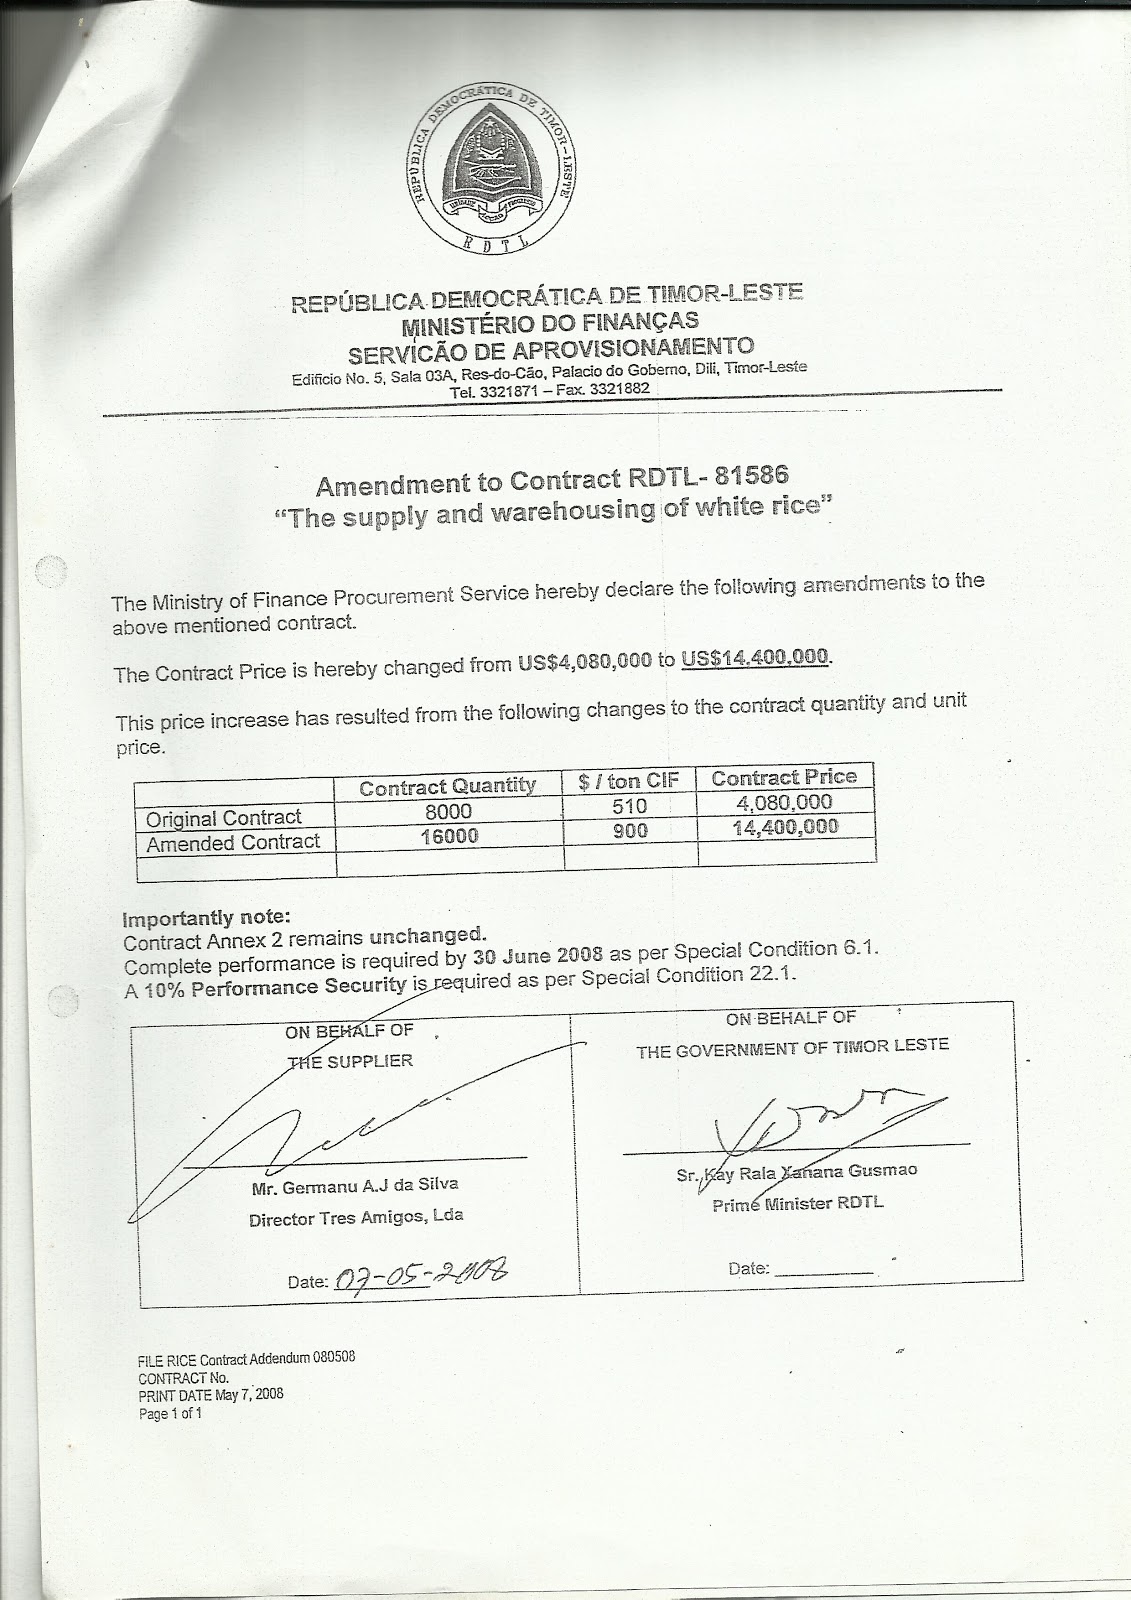 REPÚBLICA DEMOCRÁTICA DE TIMOR-LESTE
RDTL
REPÚBLICA DEMOCRÁTICA DE TIMOR-LESTE
MINISTÉRIO DO FINANÇAS
SERVICÃO DE APROVISIONAMENTO
Edificio No. 5, Sala 03A, Res-do-Cão, Palacio do Goberno, Dili, Timor-Leste
Tel. 3321871 – Fax. 3321882
Amendment to Contract RDTL- 81586
“The supply and warehousing of white rice”
The Ministry of Finance Procurement Service hereby declare the following amendments to the
above mentioned contract.
The Contract Price is hereby changed from US$4,080,000 to US$14.400,000.
This price increase has resulted from the following changes to the contract quantity and unit
price.
Contract Quantity $ / ton CIF Contract Price
Original Contract 8000 510 4,080,000
Amended Contract 16000 900 14,400,000
Importantly note:
Contract Annex 2 remains unchanged.
Complete performance is required by 30 June 2008 as per Special Condition 6.1.
A 10% Performance Security is required as per Special Condition 22.1.
ON BEHALF OF
THE SUPPLIER
Mr. Germanu A.J da Silva
Director Tres Amigos, Lda
Date: 07-05-2008
ON BEHALF OF
THE GOVERNMENT OF TIMOR LESTE
Sr. Kay Rala Xanana Gusmao
Prime Minister RDTL
Date:
FILE RICE Contract Addendum 080508
CONTRACT No.
PRINT DATE May 7, 2008
Page 1 of 1